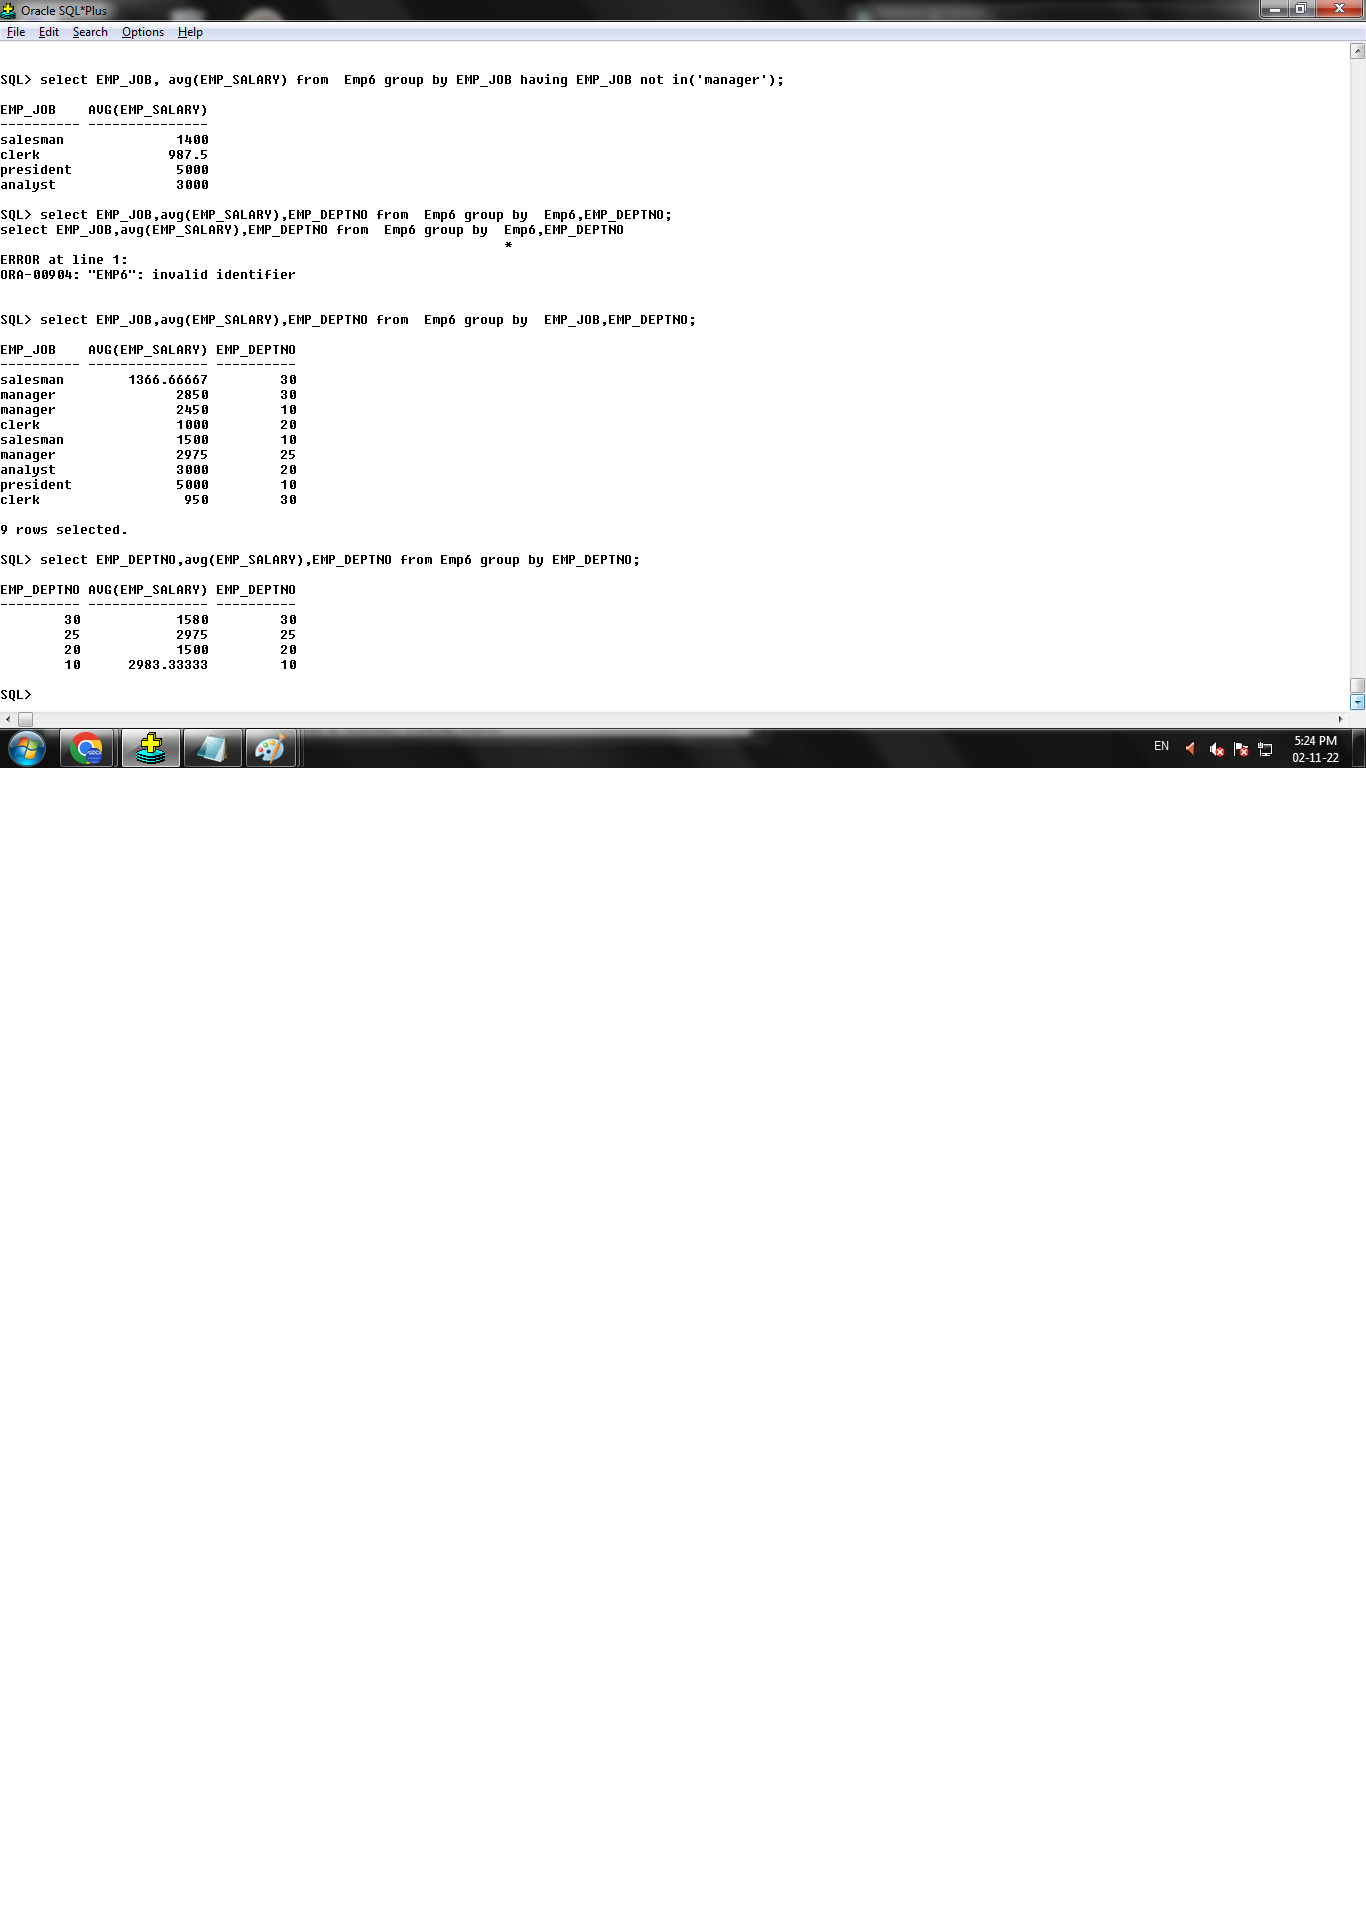 Oracle SQL*Plus
File Edit Search Options Help
SQL> select EMP_JOB, avg(EMP_SALARY) from  Emp6 group by EMP_JOB having EMP_JOB not in('manager');
EMP_JOB    AVG(EMP_SALARY)
---------- ---------------
salesman              1400
clerk                987.5
president             5000
analyst               3000
SQL> select EMP_JOB,avg(EMP_SALARY),EMP_DEPTNO from  Emp6 group by  Emp6,EMP_DEPTNO;
select EMP_JOB,avg(EMP_SALARY),EMP_DEPTNO from  Emp6 group by  Emp6,EMP_DEPTNO
                                                               *
ERROR at line 1:
ORA-00904: "EMP6": invalid identifier
SQL> select EMP_JOB,avg(EMP_SALARY),EMP_DEPTNO from  Emp6 group by  EMP_JOB,EMP_DEPTNO;
EMP_JOB    AVG(EMP_SALARY) EMP_DEPTNO
---------- --------------- ----------
salesman        1366.66667         30
manager               2850         30
manager               2450         10
clerk                 1000         20
salesman              1500         10
manager               2975         25
analyst               3000         20
president             5000         10
clerk                  950         30
9 rows selected.
SQL> select EMP_DEPTNO,avg(EMP_SALARY),EMP_DEPTNO from Emp6 group by EMP_DEPTNO;
EMP_DEPTNO AVG(EMP_SALARY) EMP_DEPTNO
---------- --------------- ----------
        30            1580         30
        25            2975         25
        20            1500         20
        10      2983.33333         10
SQL>
EN
5:24 PM
02-11-22